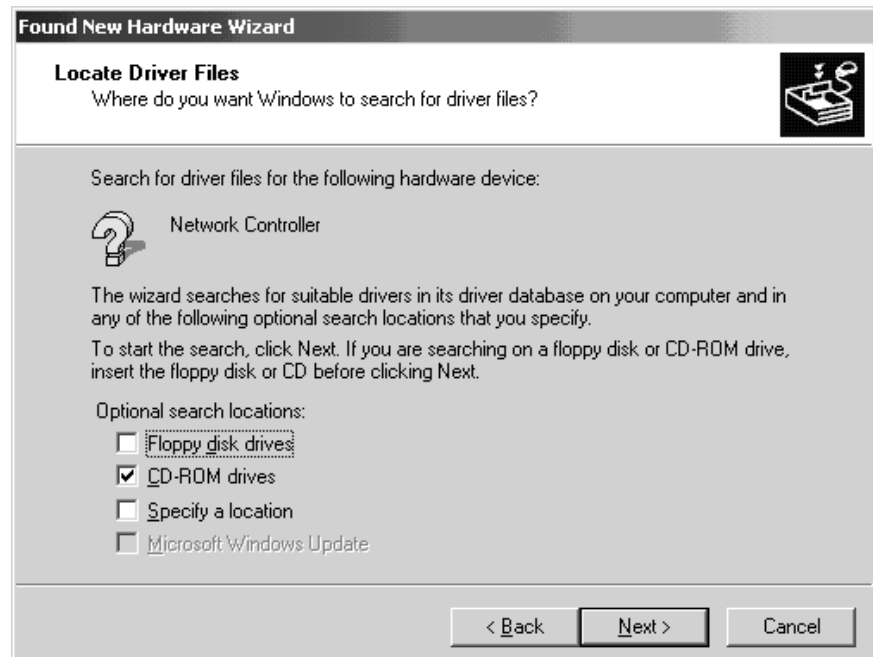 Found New Hardware Wizard
Locate Driver Files
Where do you want Windows to search for driver files?
Search for driver files for the following hardware device:
Network Controller
The wizard searches for suitable drivers in its driver database on your computer and in
any of the following optional search locations that you specify.
To start the search, click Next. If you are searching on a floppy disk or CD-ROM drive,
insert the floppy disk or CD before clicking Next.
Optional search locations:
Floppy disk drives
CD-ROM drives
Specify a location
Microsoft Windows Update
< Back
Next >
Cancel